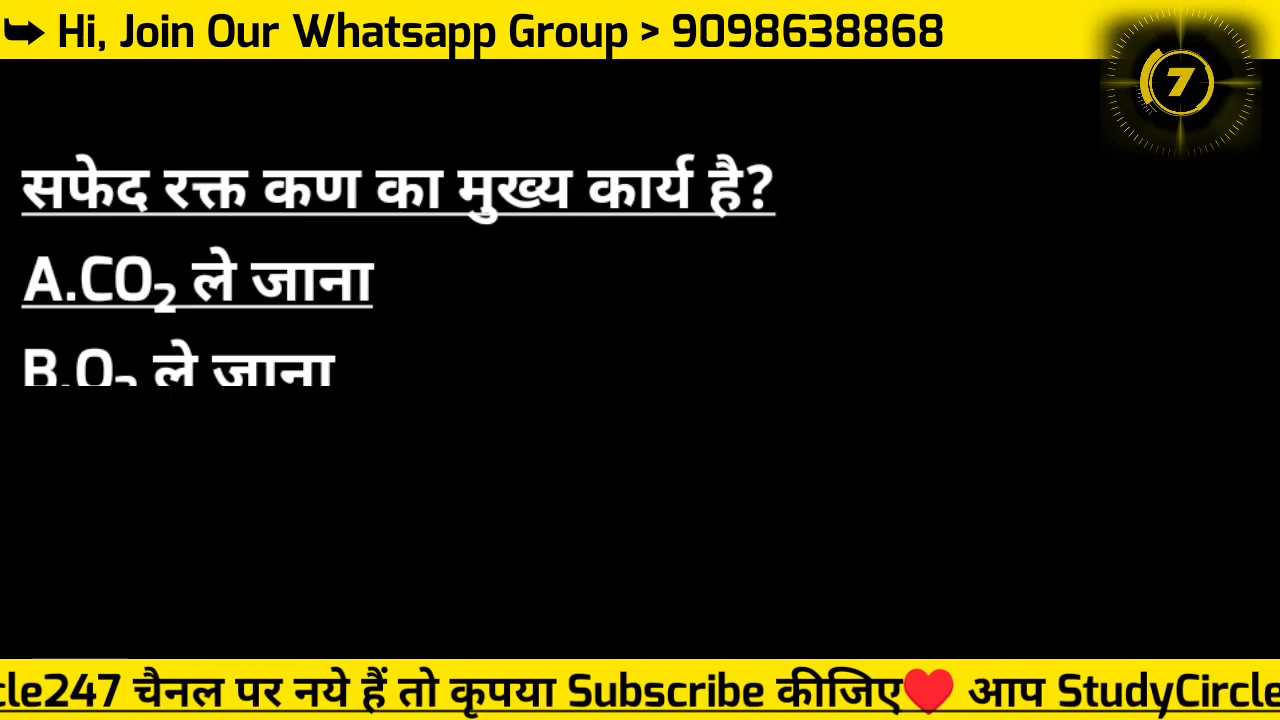 ➥ Hi, Join Our Whatsapp Group > 9098638868
7
सफेद रक्त कण का मुख्य कार्य है?
A.CO₂ ले जाना
B.O₂ ले जाना
cle247 चैनल पर नये हैं तो कृपया Subscribe कीजिए❤️ आप StudyCircle